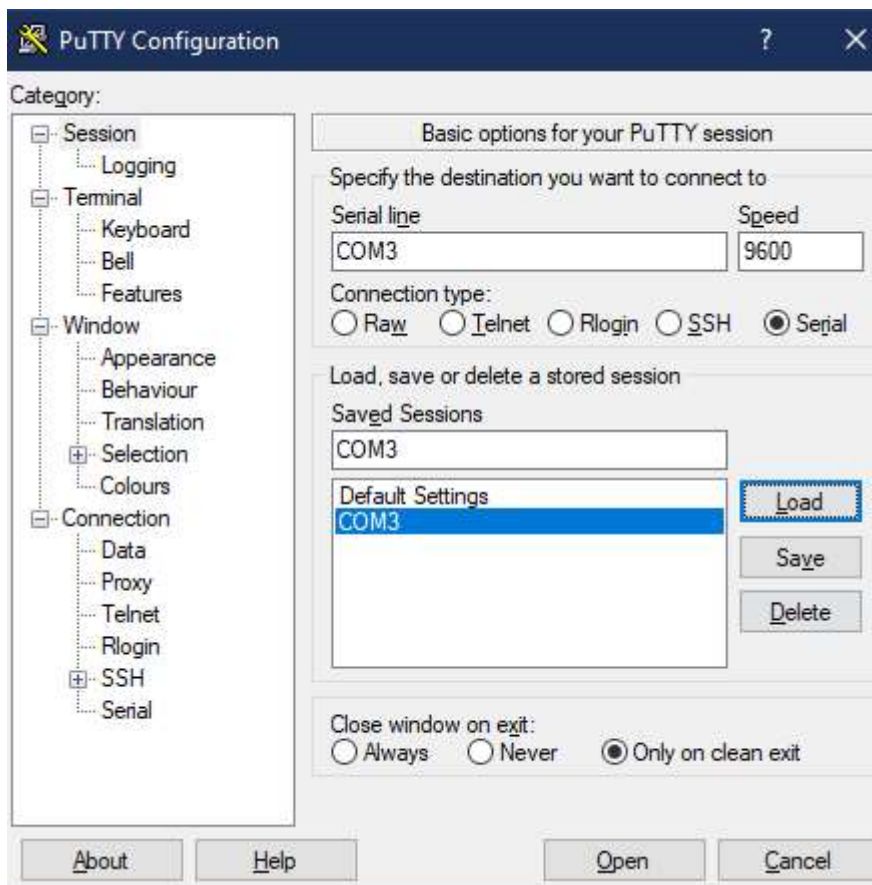 PuTTY Configuration
?
Category:
Session
Logging
Terminal
Keyboard
Bell
Features
Window
Appearance
Behaviour
Translation
Selection
Colours
Connection
Data
Proxy
Telnet
Rlogin
SSH
Serial
Basic options for your PuTTY session
Specify the destination you want to connect to
Serial line Speed
COM3 9600
Connection type:
Raw Telnet Rlogin SSH Serial
Load, save or delete a stored session
Saved Sessions
COM3
Default Settings
COM3
Load
Save
Delete
Close window on exit:
Always Never Only on clean exit
About Help Open Cancel